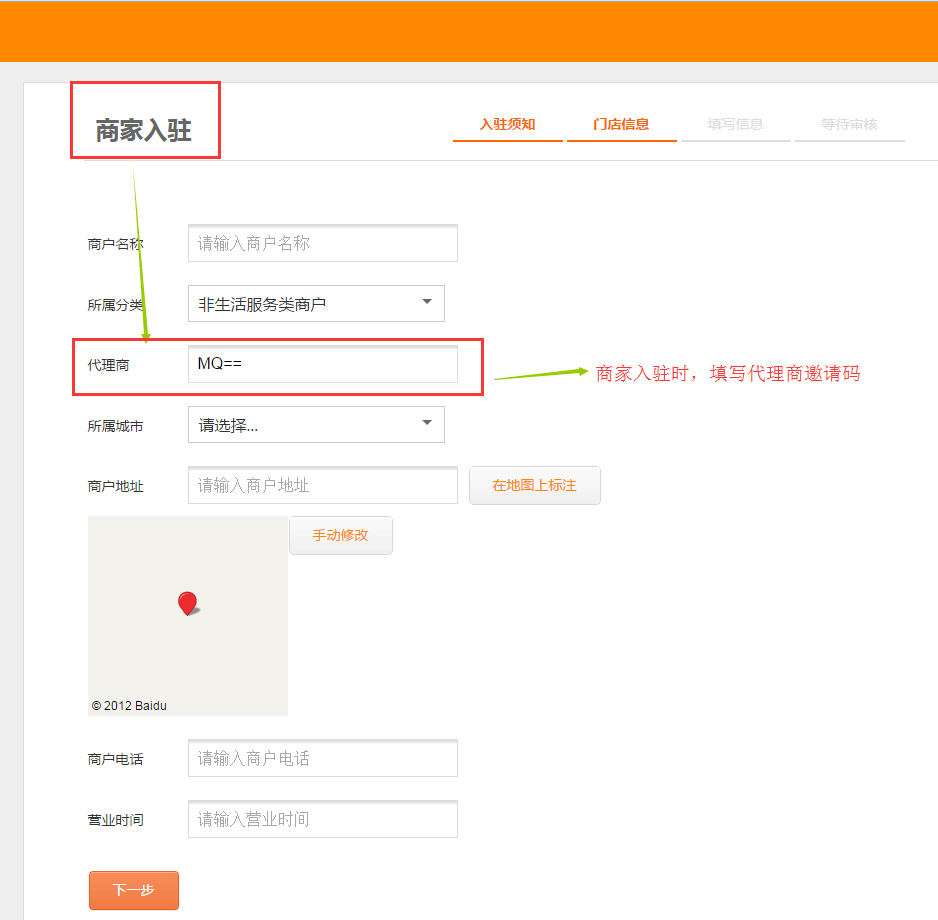 商家入驻
入驻须知 门店信息 填写信息 等待审核
商户名称 请输入商户名称
所属分类 非生活服务类商户
代理商 MQ==
商家入驻时，填写代理商邀请码
所属城市 请选择...
商户地址 请输入商户地址 在地图上标注
手动修改
© 2012 Baidu
商户电话 请输入商户电话
营业时间 请输入营业时间
下一步